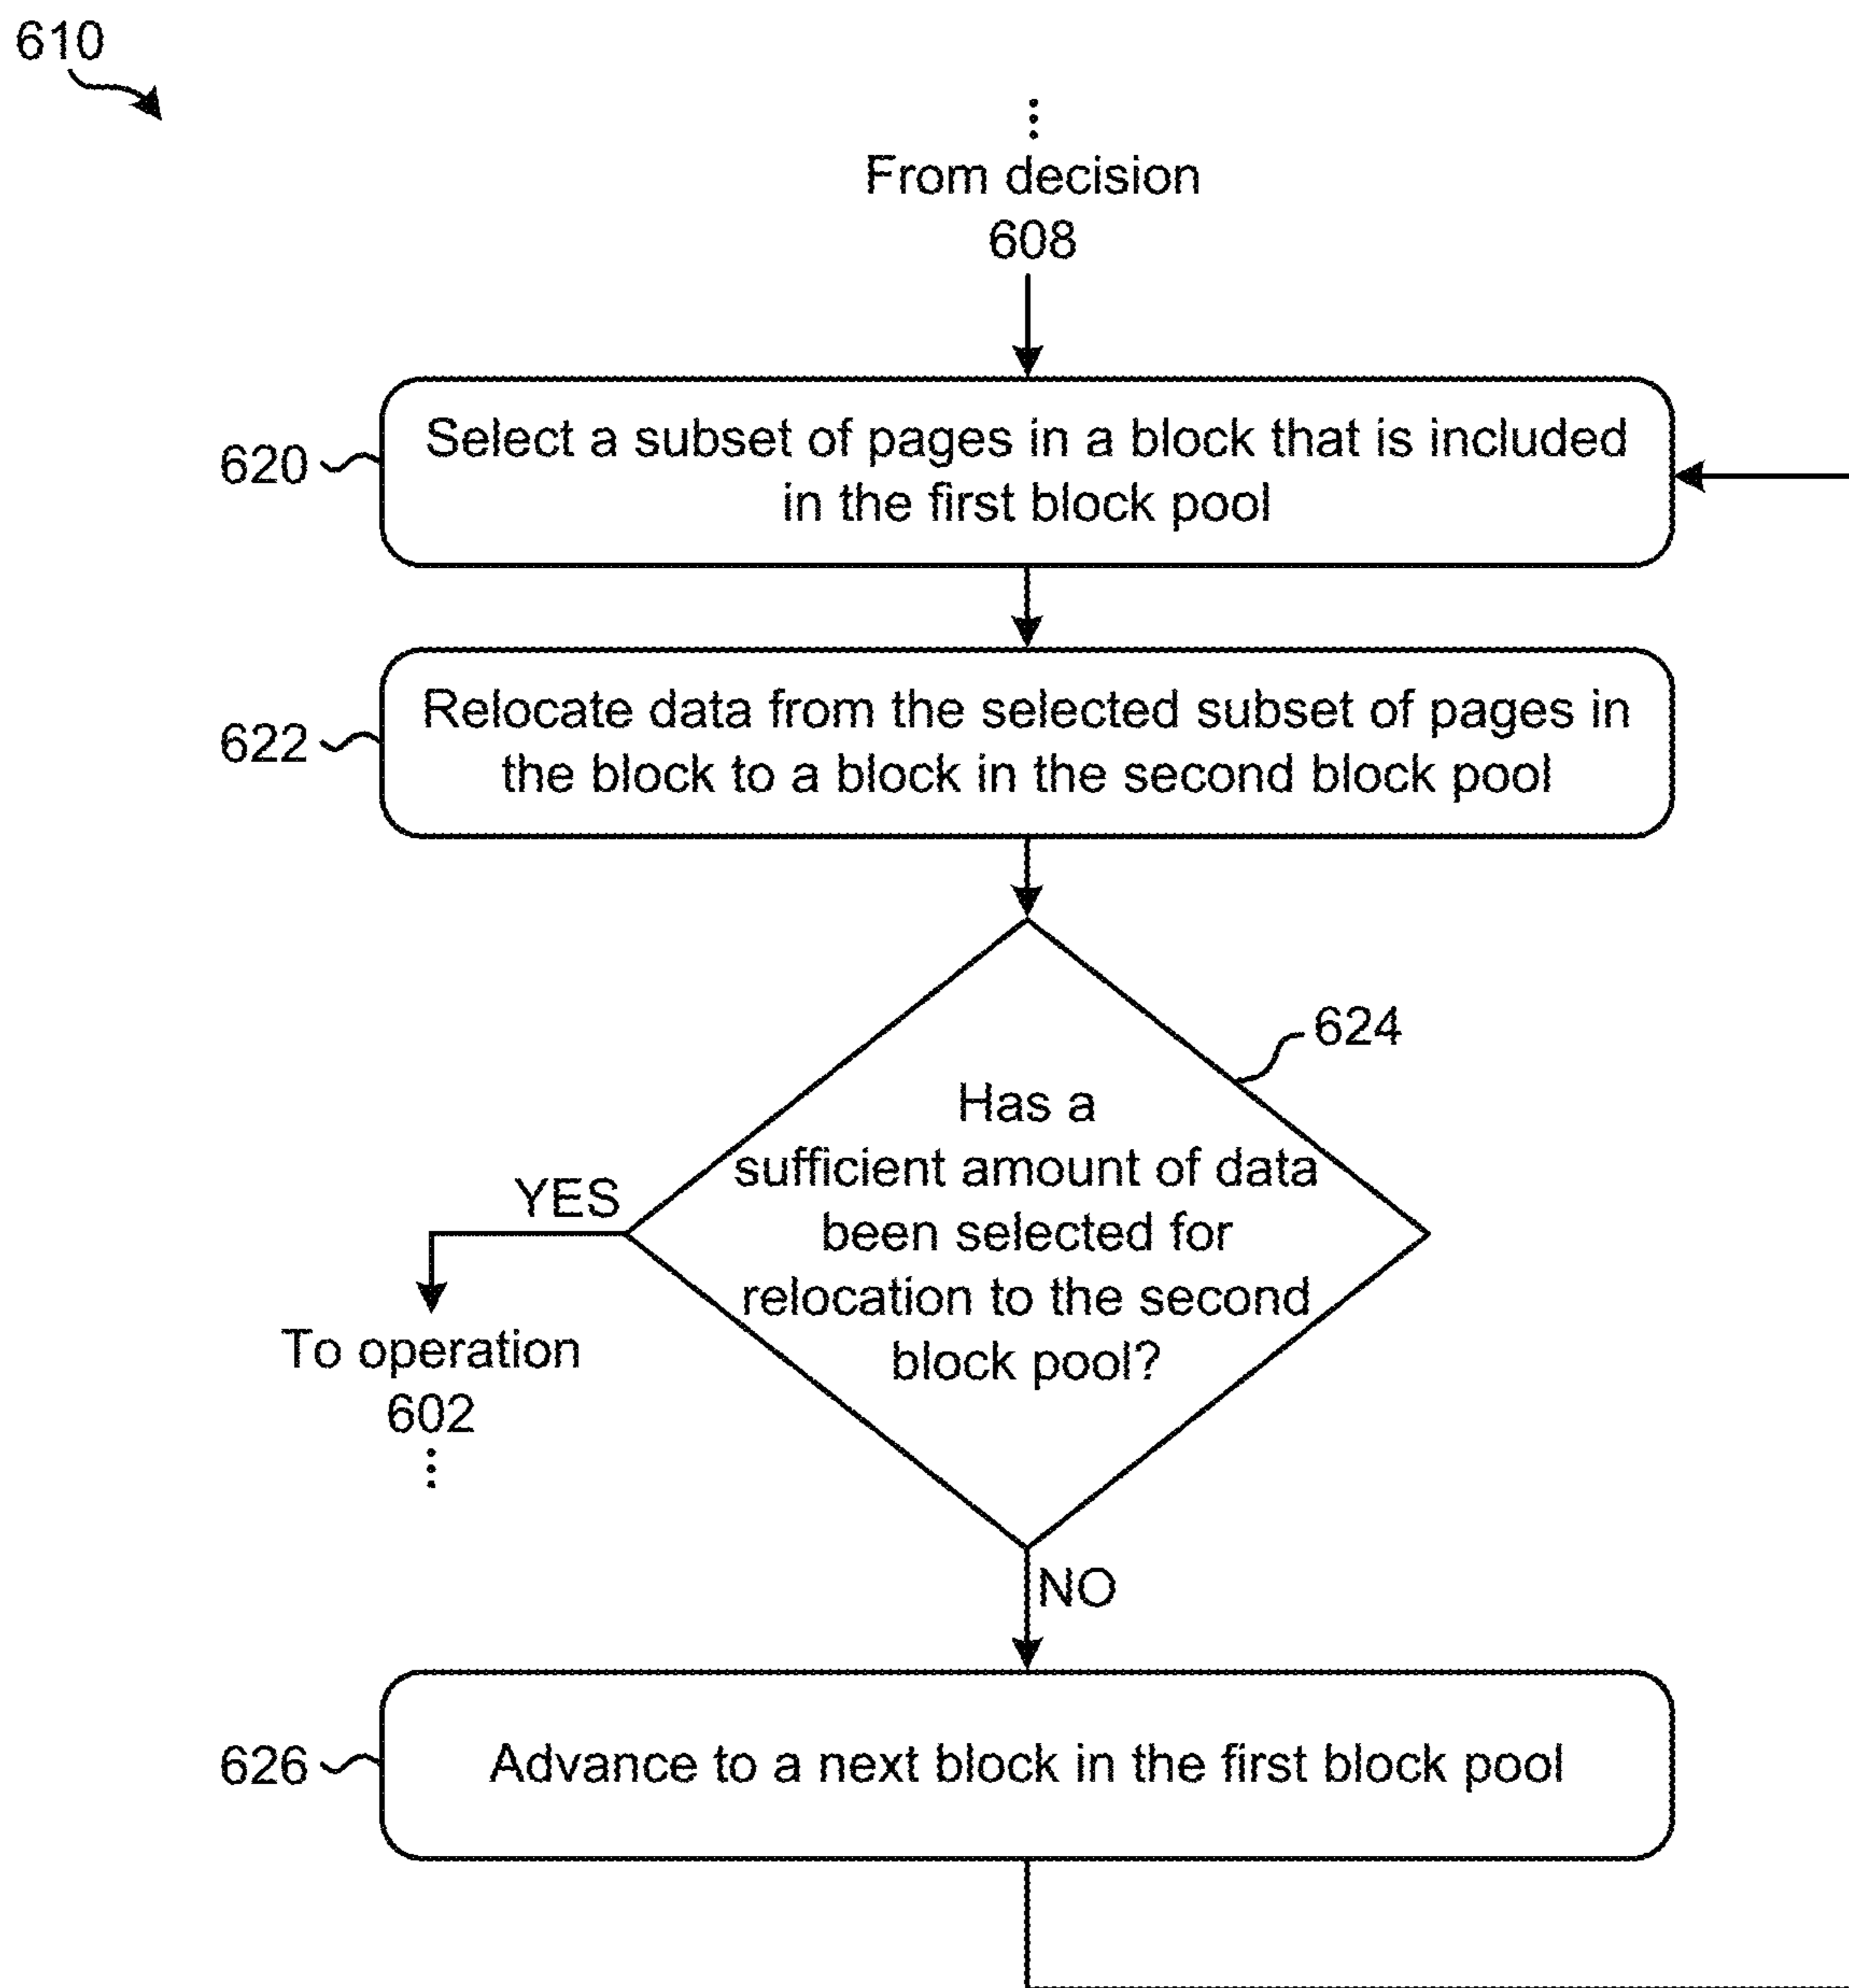 610
From decision
608
620
Select a subset of pages in a block that is included
in the first block pool
622
Relocate data from the selected subset of pages in
the block to a block in the second block pool
624
Has a
sufficient amount of data
been selected for
relocation to the second
block pool?
YES
To operation
602
NO
626
Advance to a next block in the first block pool